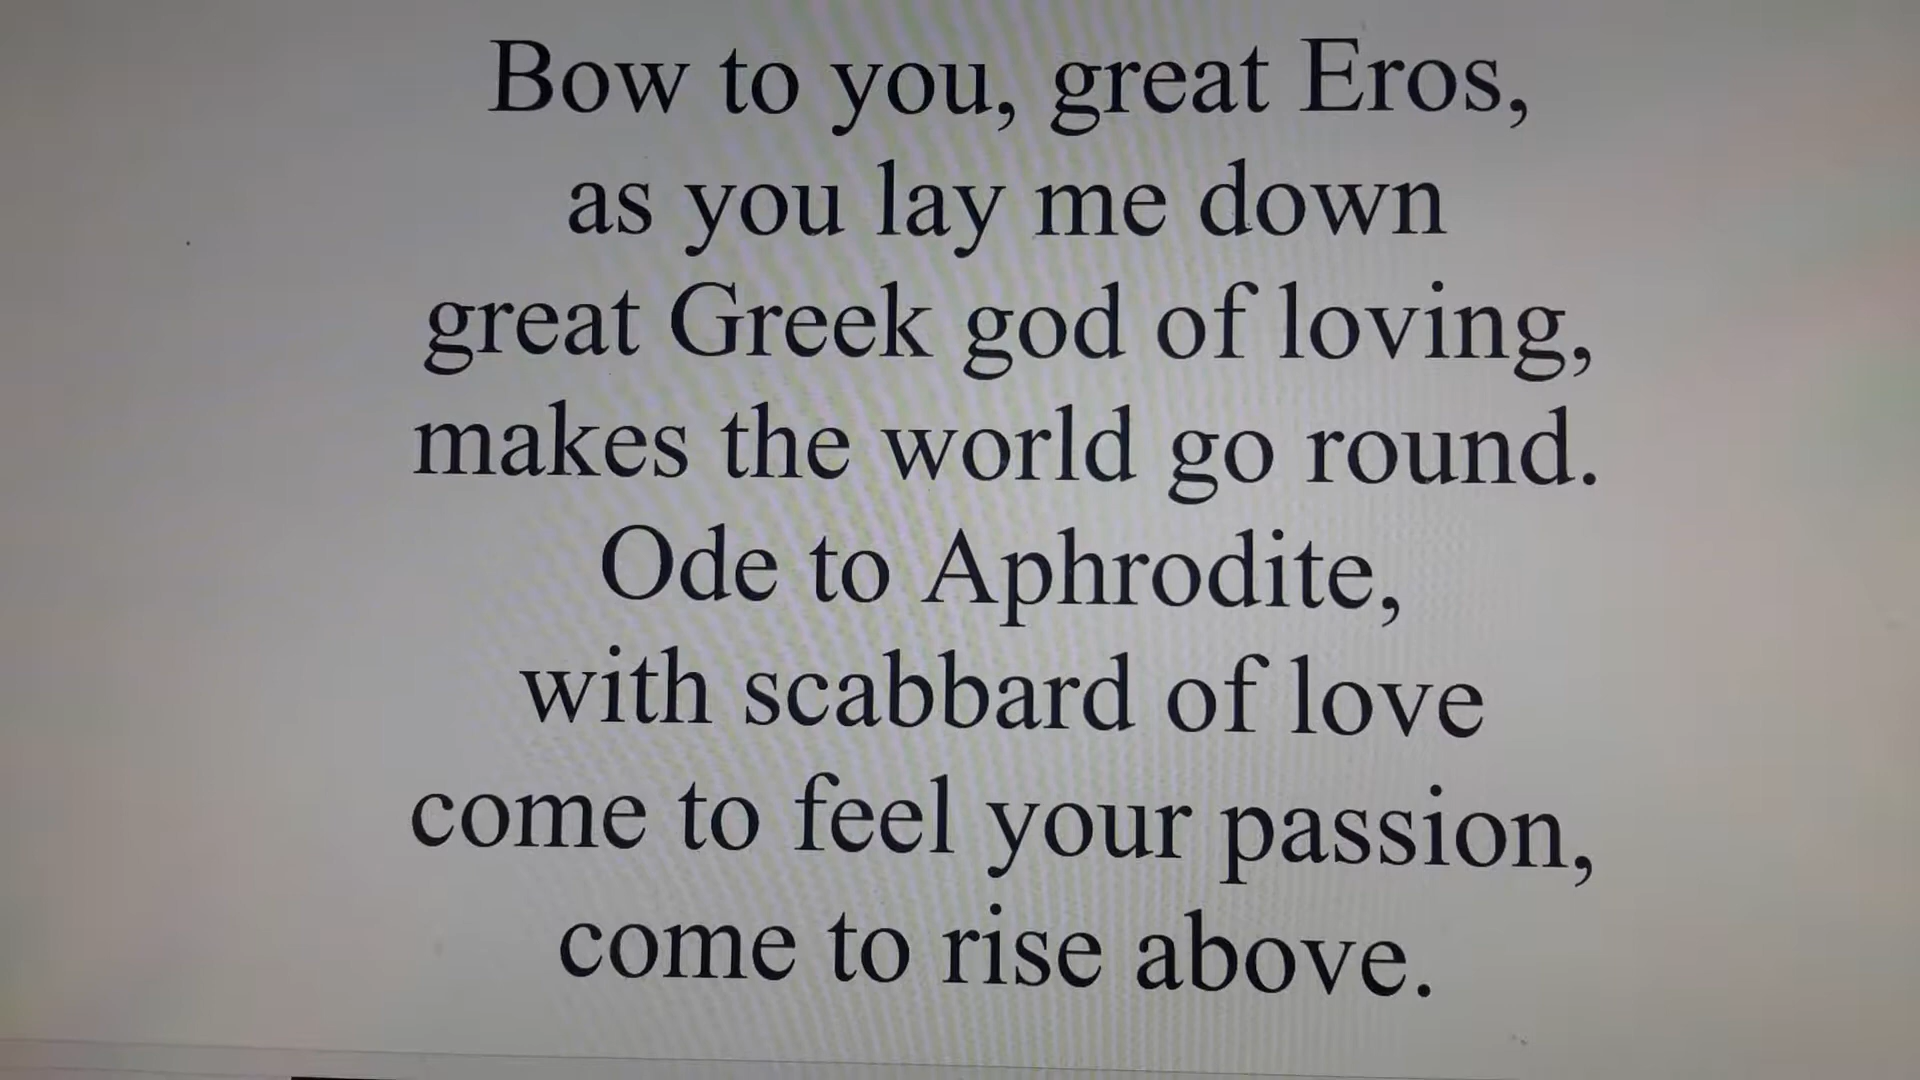 Bow to you, great Eros,
as you lay me down
great Greek god of loving,
makes the world go round.
Ode to Aphrodite,
with scabbard of love
come to feel your passion,
come to rise above.